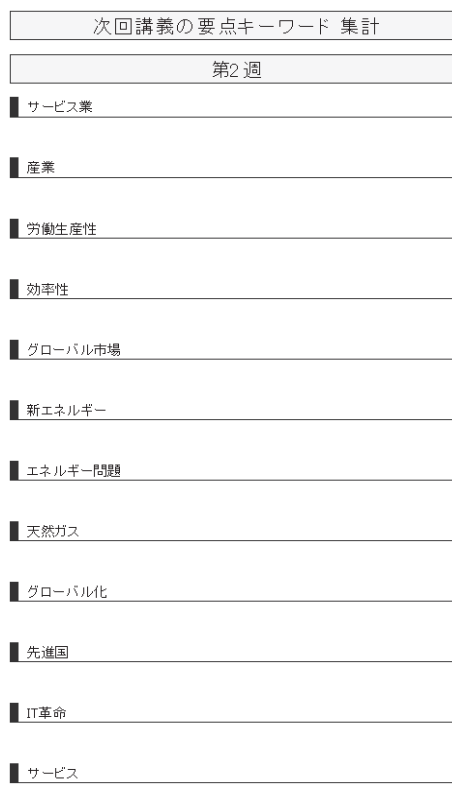 次回講義の要点キーワード 集計
第2週
サービス業
産業
労働生産性
効率性
グローバル市場
新エネルギー
エネルギー問題
天然ガス
グローバル化
先進国
IT革命
サービス